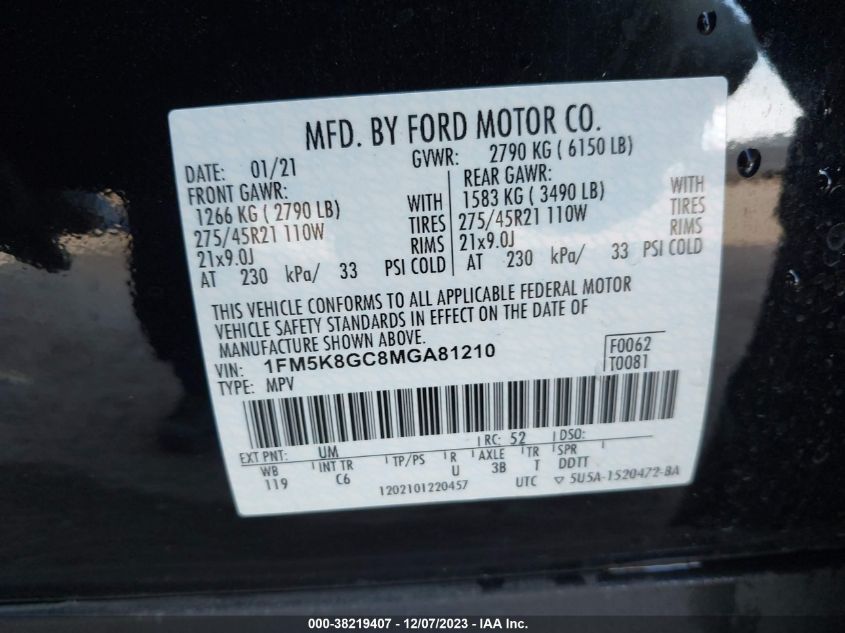 MFD. BY FORD MOTOR CO.
DATE: 01/21 GVWR: 2790 KG ( 6150 LB)
FRONT GAWR: REAR GAWR:
1266 KG ( 2790 LB) WITH 1583 KG ( 3490 LB) WITH
275/45R21 110W TIRES 275/45R21 110W TIRES
21x9.0J RIMS 21x9.0J RIMS
AT 230 kPa/ 33 PSI COLD AT 230 kPa/ 33 PSI COLD
THIS VEHICLE CONFORMS TO ALL APPLICABLE FEDERAL MOTOR
VEHICLE SAFETY STANDARDS IN EFFECT ON THE DATE OF
MANUFACTURE SHOWN ABOVE.
VIN: 1FM5K8GC8MGA81210 F0062
TYPE: MPV T0081
EXT PNT: UM RC: 52 DSO:
WB INT TR TP/PS R AXLE TR SPR
119 C6 U 3B T DDTT
1202101220457 UTC ▽ 5U5A-1520472-BA
000-38219407 - 12/07/2023 - IAA Inc.